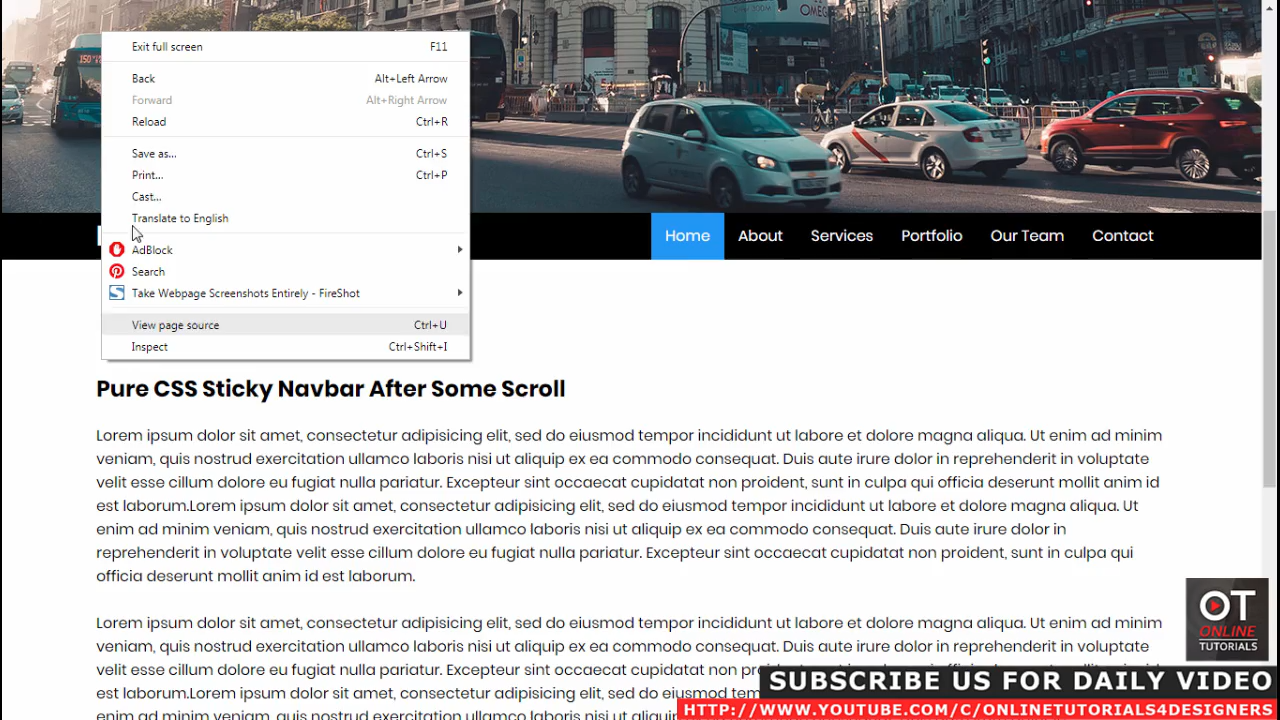 OMEGA
ISO
Exit full screen F11
Back Alt+Left Arrow
Forward Alt+Right Arrow
Reload Ctrl+R
Save as... Ctrl+S
Print... Ctrl+P
Cast...
Translate to English
AdBlock
Search
Take Webpage Screenshots Entirely - FireShot
View page source Ctrl+U
Inspect Ctrl+Shift+I
Home About Services Portfolio Our Team Contact
Pure CSS Sticky Navbar After Some Scroll
Lorem ipsum dolor sit amet, consectetur adipisicing elit, sed do eiusmod tempor incididunt ut labore et dolore magna aliqua. Ut enim ad minim
veniam, quis nostrud exercitation ullamco laboris nisi ut aliquip ex ea commodo consequat. Duis aute irure dolor in reprehenderit in voluptate
velit esse cillum dolore eu fugiat nulla pariatur. Excepteur sint occaecat cupidatat non proident, sunt in culpa qui officia deserunt mollit anim id
est laborum.Lorem ipsum dolor sit amet, consectetur adipisicing elit, sed do eiusmod tempor incididunt ut labore et dolore magna aliqua. Ut
enim ad minim veniam, quis nostrud exercitation ullamco laboris nisi ut aliquip ex ea commodo consequat. Duis aute irure dolor in
reprehenderit in voluptate velit esse cillum dolore eu fugiat nulla pariatur. Excepteur sint occaecat cupidatat non proident, sunt in culpa qui
officia deserunt mollit anim id est laborum.
Lorem ipsum dolor sit amet, consectetur adipisicing elit, sed do eiusmod tempor incididunt ut labore et dolore magna aliqua. Ut enim ad minim
veniam, quis nostrud exercitation ullamco laboris nisi ut aliquip ex ea commodo consequat. Duis aute irure dolor in reprehenderit in voluptate
velit esse cillum dolore eu fugiat nulla pariatur. Excepteur sint occaecat cupidatat non
est laborum.Lorem ipsum dolor sit amet, consectetur adipisicing elit, sed do eiusmod
enim ad minim veniam, quis nostrud exercitation ullamco laboris nisi ut
OT
ONLINE
TUTORIALS
SUBSCRIBE US FOR DAILY VIDEO
HTTP://WWW.YOUTUBE.COM/C/ONLINETUTORIALS4DESIGNERS